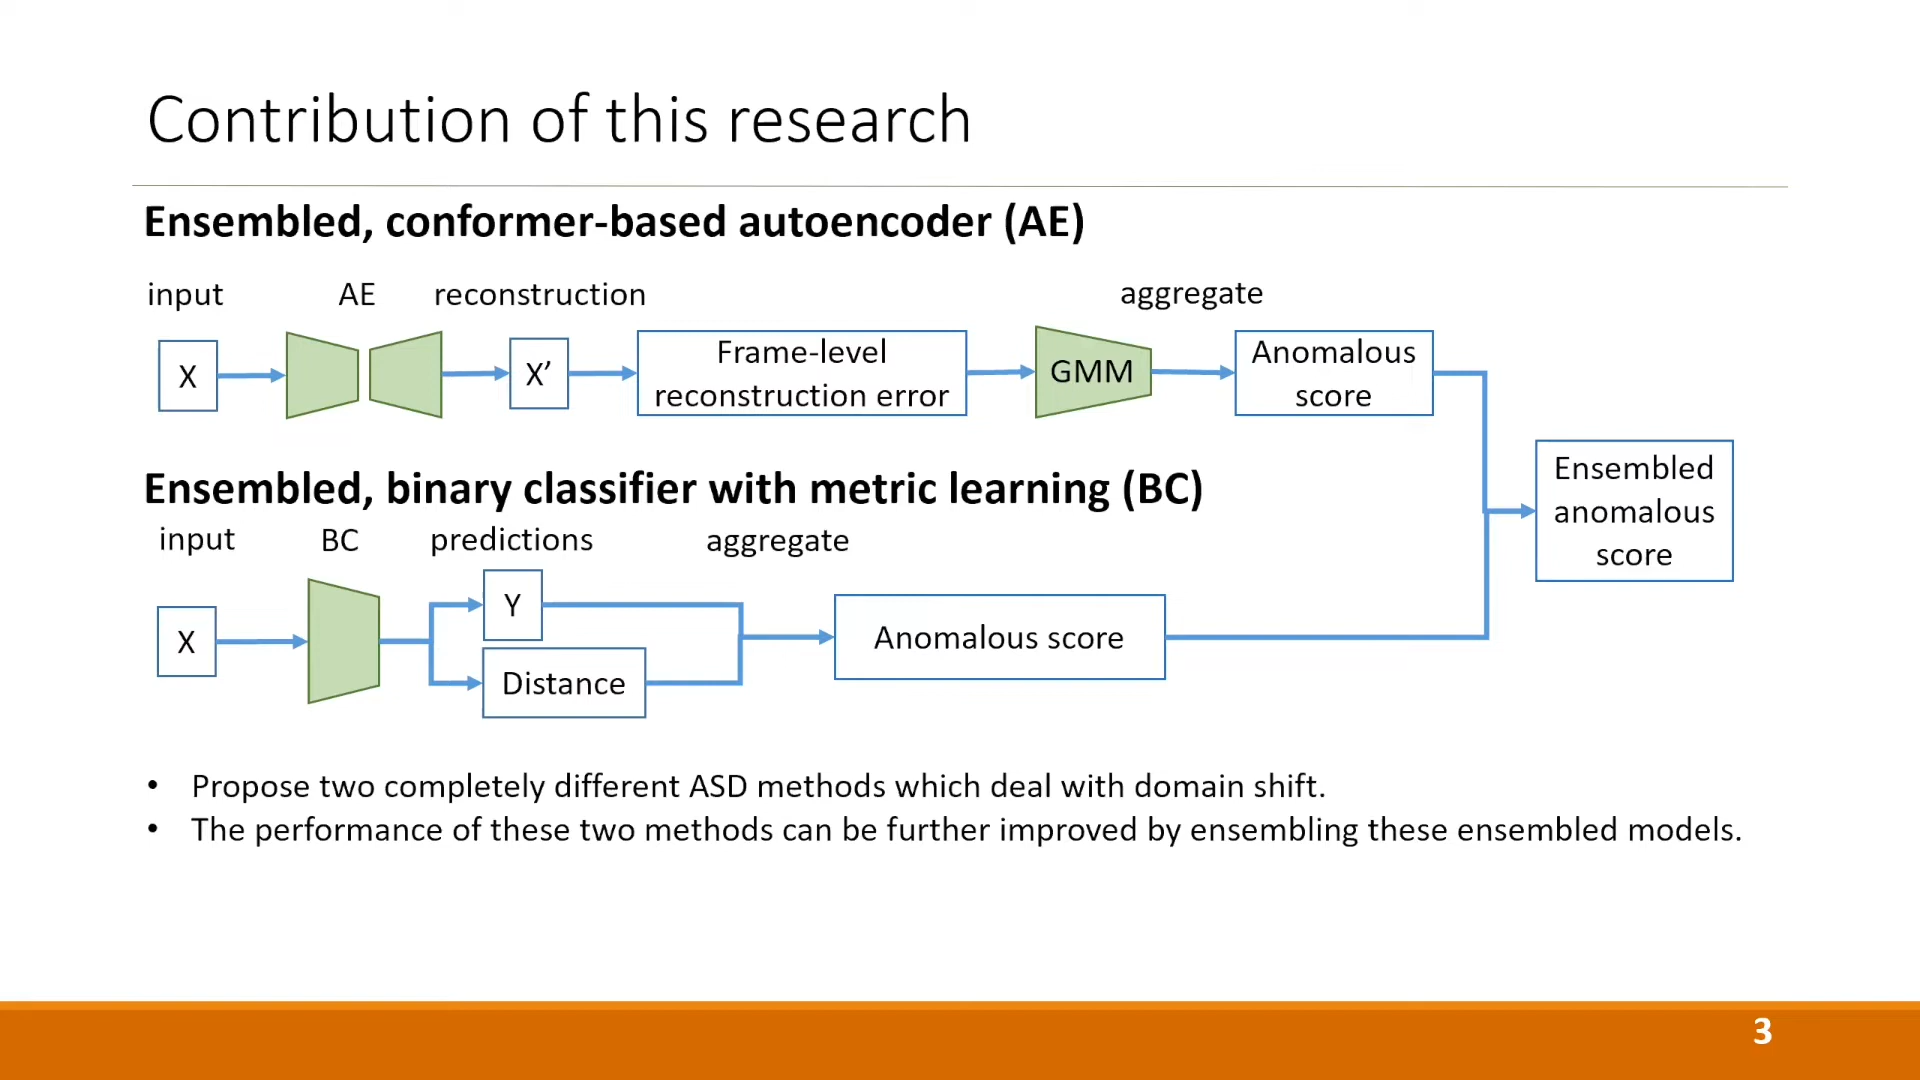 Contribution of this research
Ensembled, conformer-based autoencoder (AE)
input AE reconstruction aggregate
X
X’
Frame-level
reconstruction error
GMM
Anomalous
score
Ensembled
anomalous
score
Ensembled, binary classifier with metric learning (BC)
input BC predictions aggregate
X
Y
Distance
Anomalous score
• Propose two completely different ASD methods which deal with domain shift.
• The performance of these two methods can be further improved by ensembling these ensembled models.
3